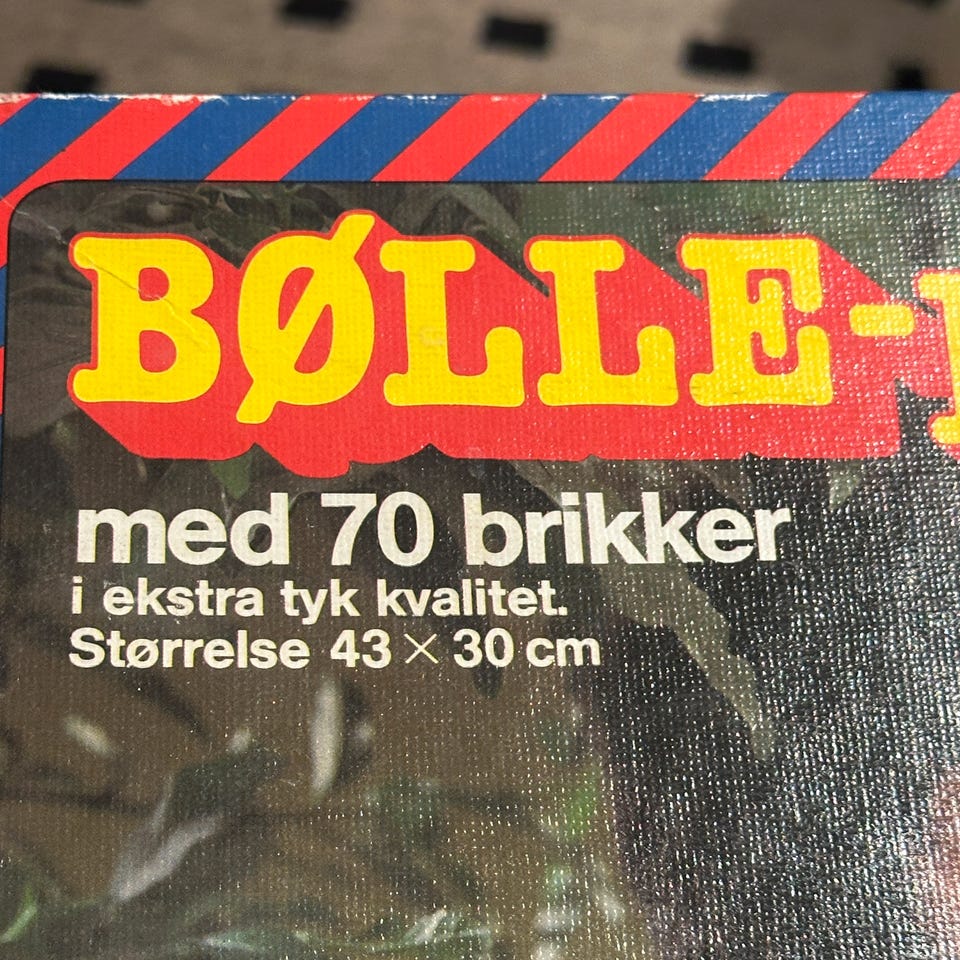 BØLLE-
med 70 brikker
i ekstra tyk kvalitet.
Størrelse 43 × 30 cm